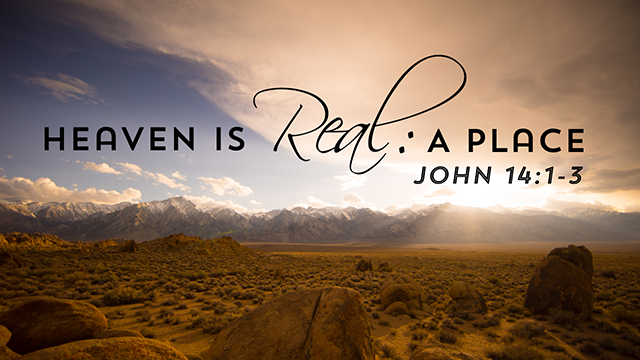 HEAVEN IS Real: A PLACE
JOHN 14:1-3